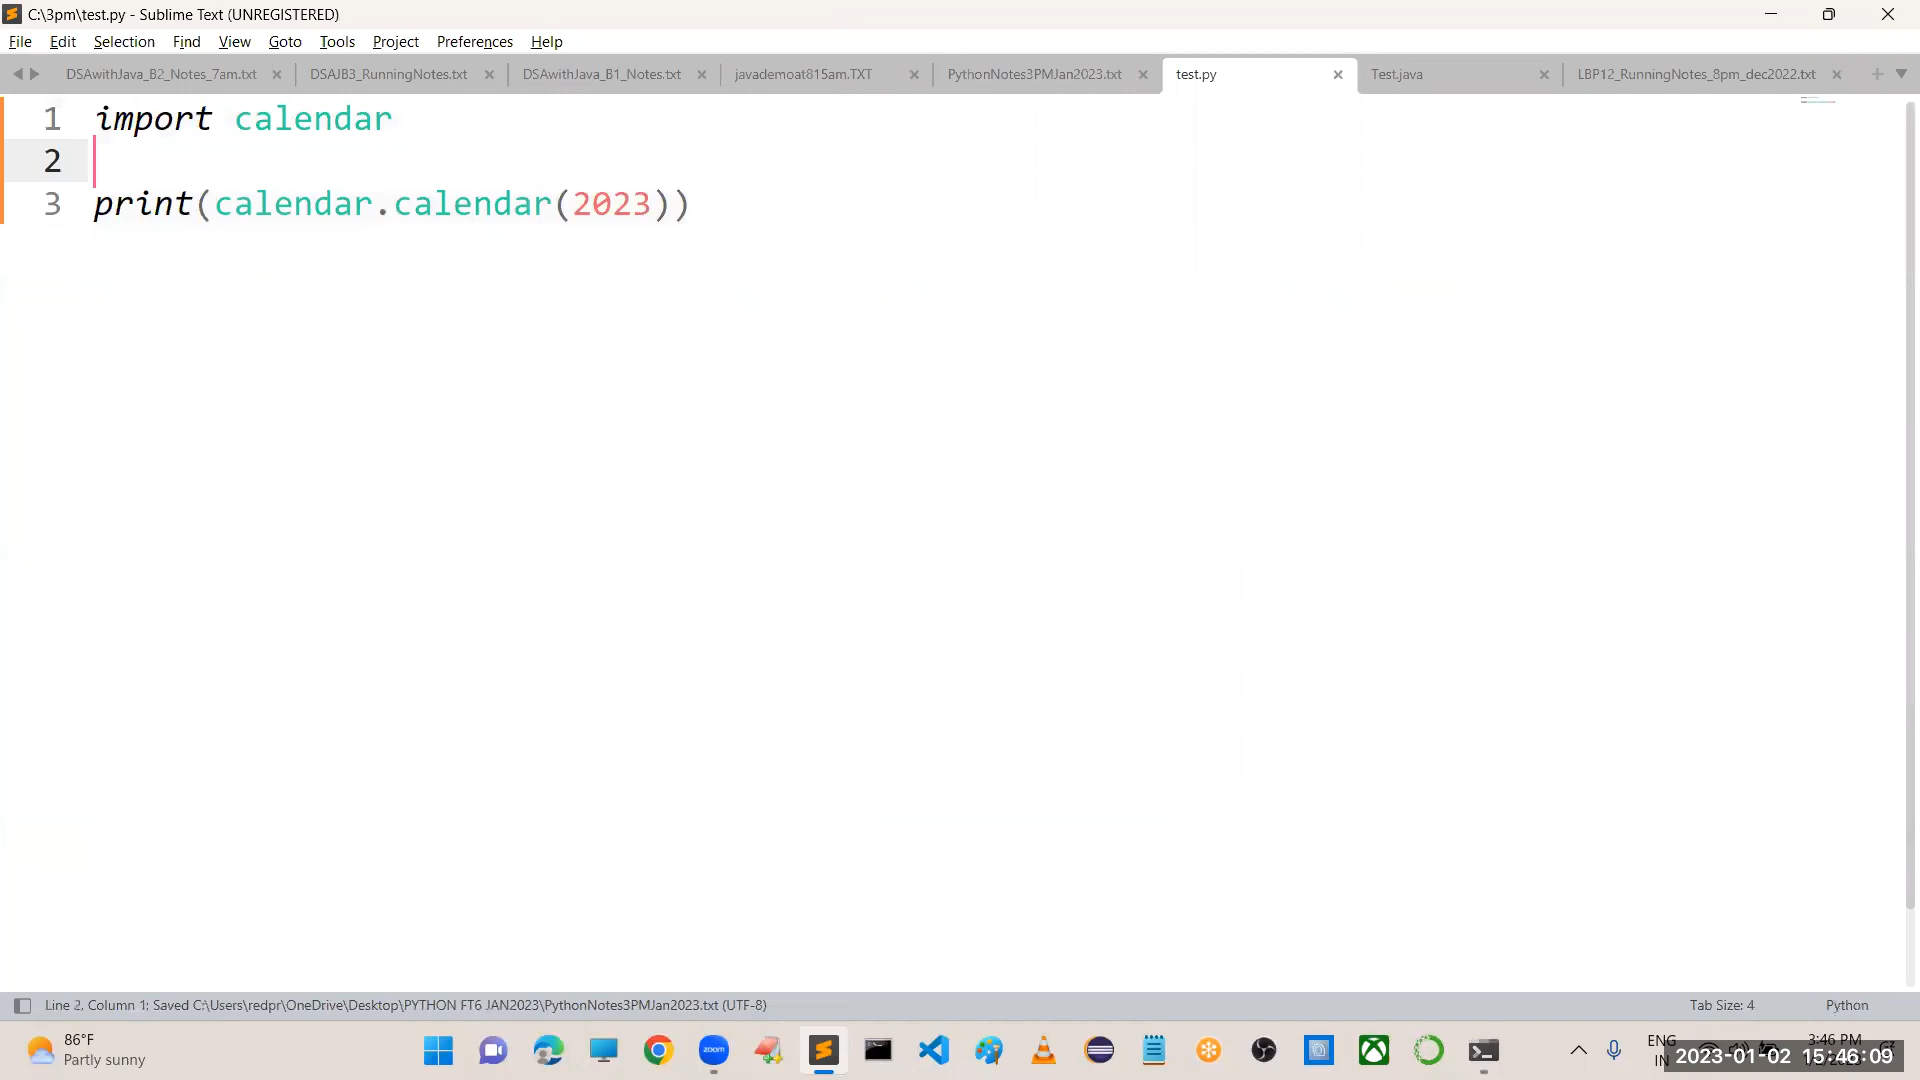 C:\3pm\test.py - Sublime Text (UNREGISTERED)
File Edit Selection Find View Goto Tools Project Preferences Help
DSAwithJava_B2_Notes_7am.txt DSAJB3_RunningNotes.txt DSAwithJava_B1_Notes.txt javademoat815am.TXT PythonNotes3PMJan2023.txt test.py Test.java LBP12_RunningNotes_8pm_dec2022.txt
1 import calendar
2
3 print(calendar.calendar(2023))
Line 2, Column 1; Saved C:\Users\redpr\OneDrive\Desktop\PYTHON FT6 JAN2023\PythonNotes3PMJan2023.txt (UTF-8) Tab Size: 4 Python
86°F
Partly sunny
zoom
ENG
IN
3:46 PM
2023-01-02 15:46:09